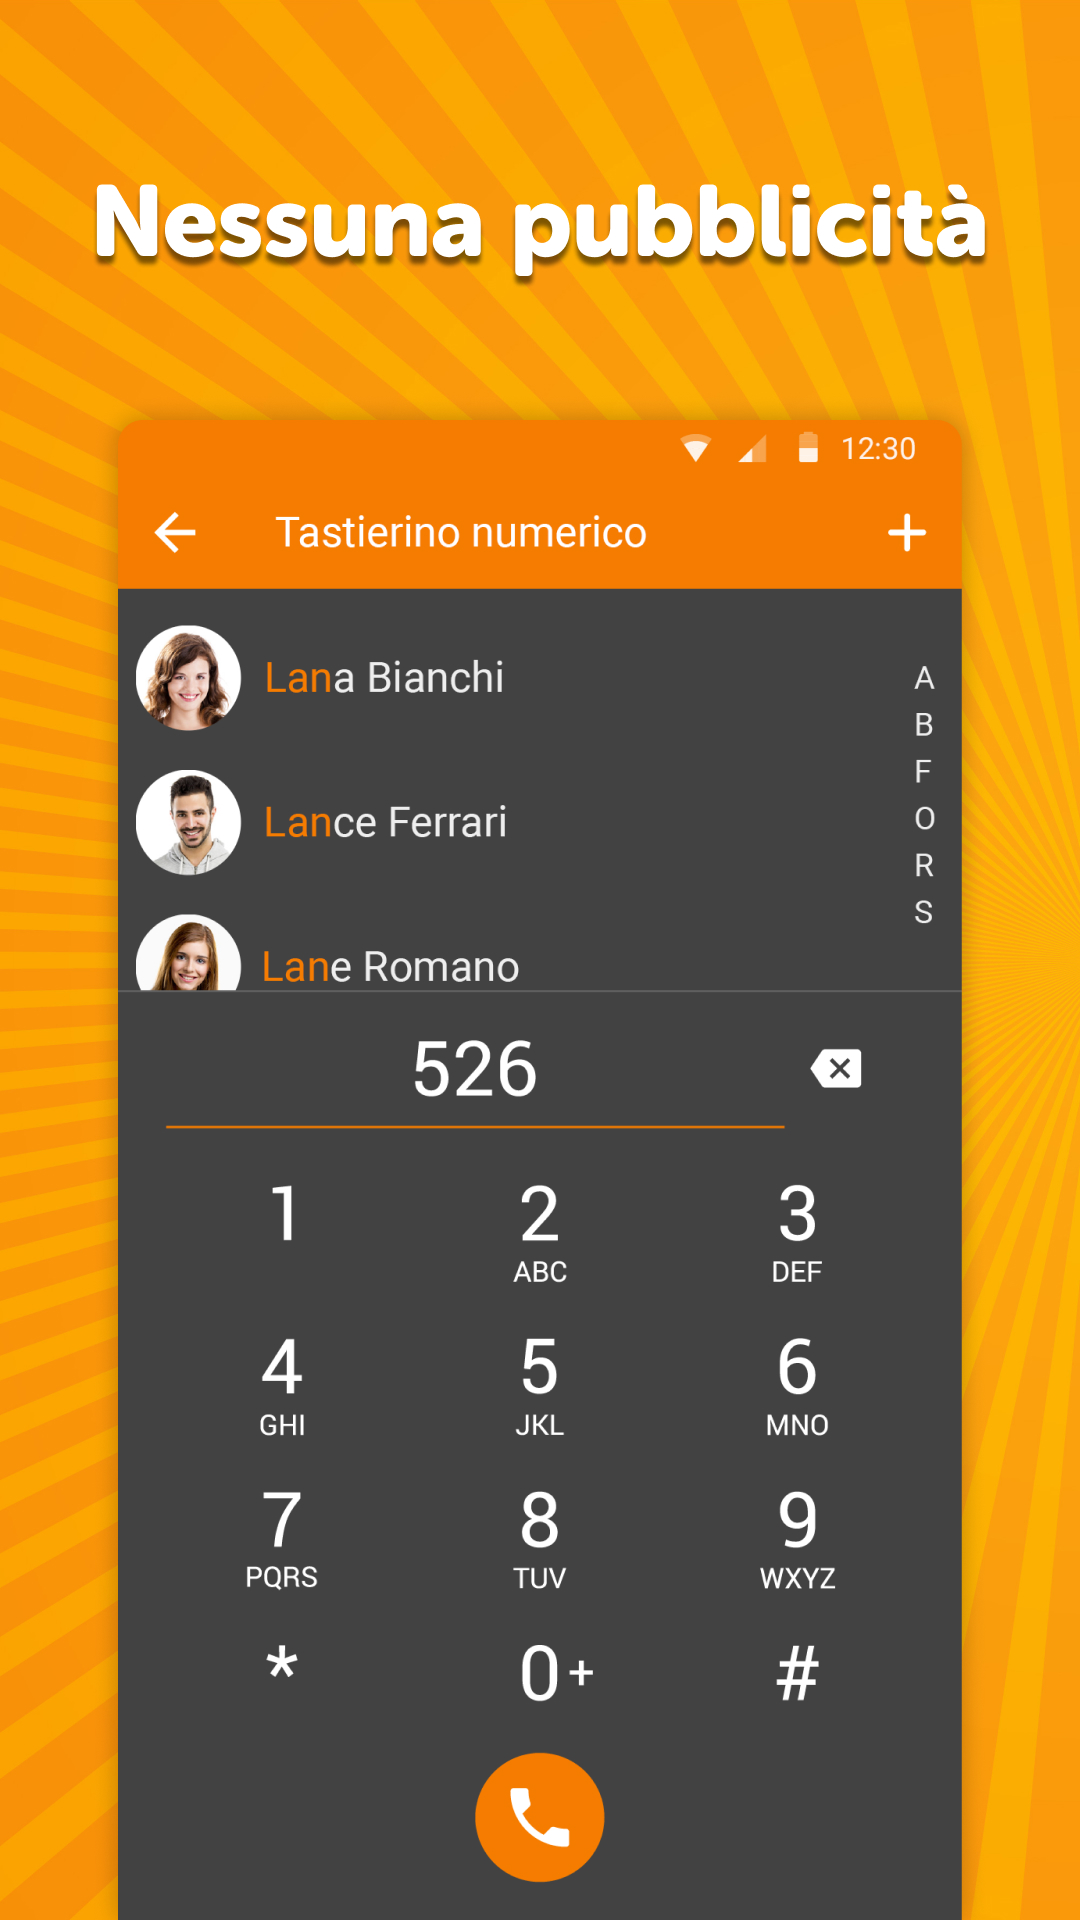 Nessuna pubblicità
12:30
Tastierino numerico
Lana Bianchi
Lance Ferrari
Lane Romano
A
B
F
O
R
S
526
1 2 3
ABC DEF
4 5 6
GHI JKL MNO
7 8 9
PQRS TUV WXYZ
* 0+ #